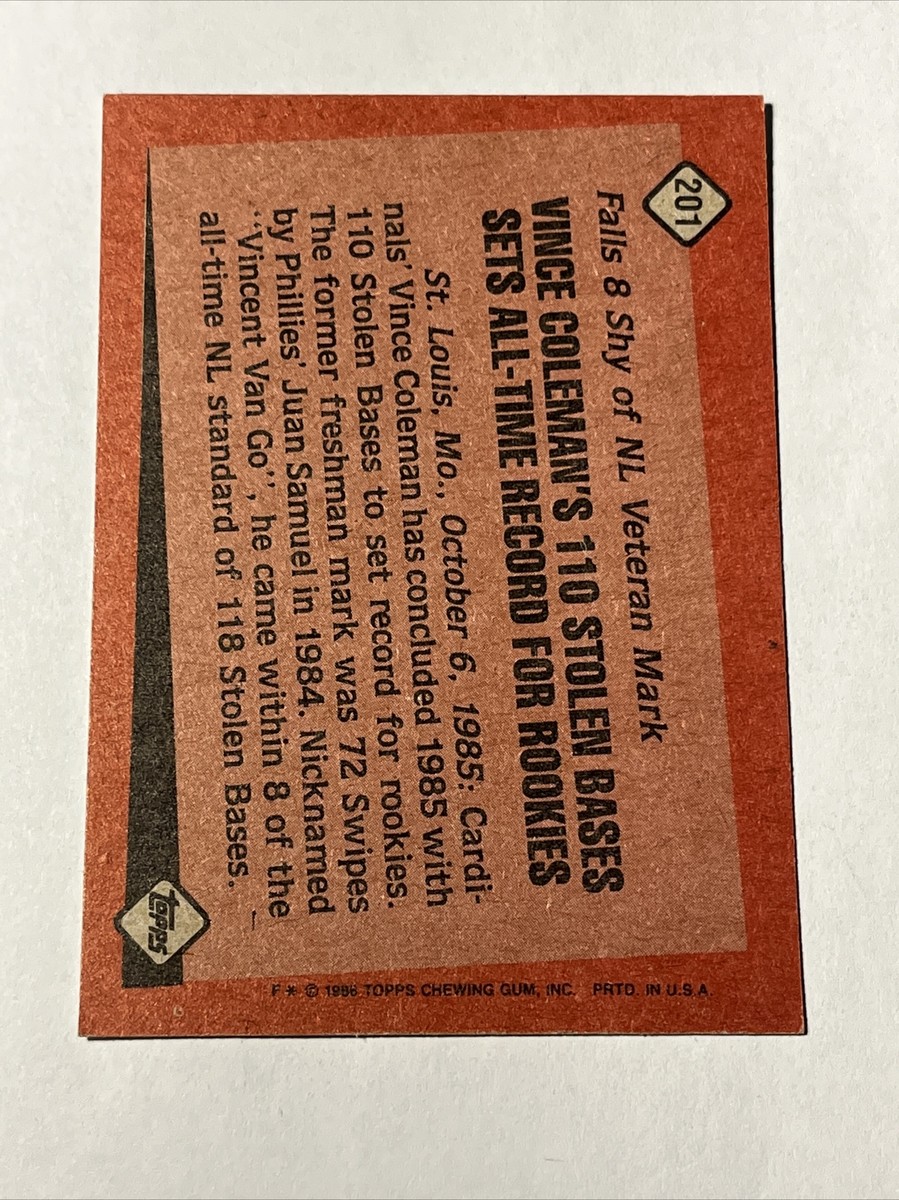 201
Falls 8 Shy of NL Veteran Mark
VINCE COLEMAN'S 110 STOLEN BASES
SETS ALL-TIME RECORD FOR ROOKIES
St. Louis, Mo., October 6, 1985: Cardi-
nals' Vince Coleman has concluded 1985 with
110 Stolen Bases to set record for rookies.
The former freshman mark was 72 Swipes
by Phillies' Juan Samuel in 1984. Nicknamed
"Vincent Van Go", he came within 8 of the
all-time NL standard of 118 Stolen Bases.
topps
F * © 1986 TOPPS CHEWING GUM, INC. PRTD. IN U.S.A.